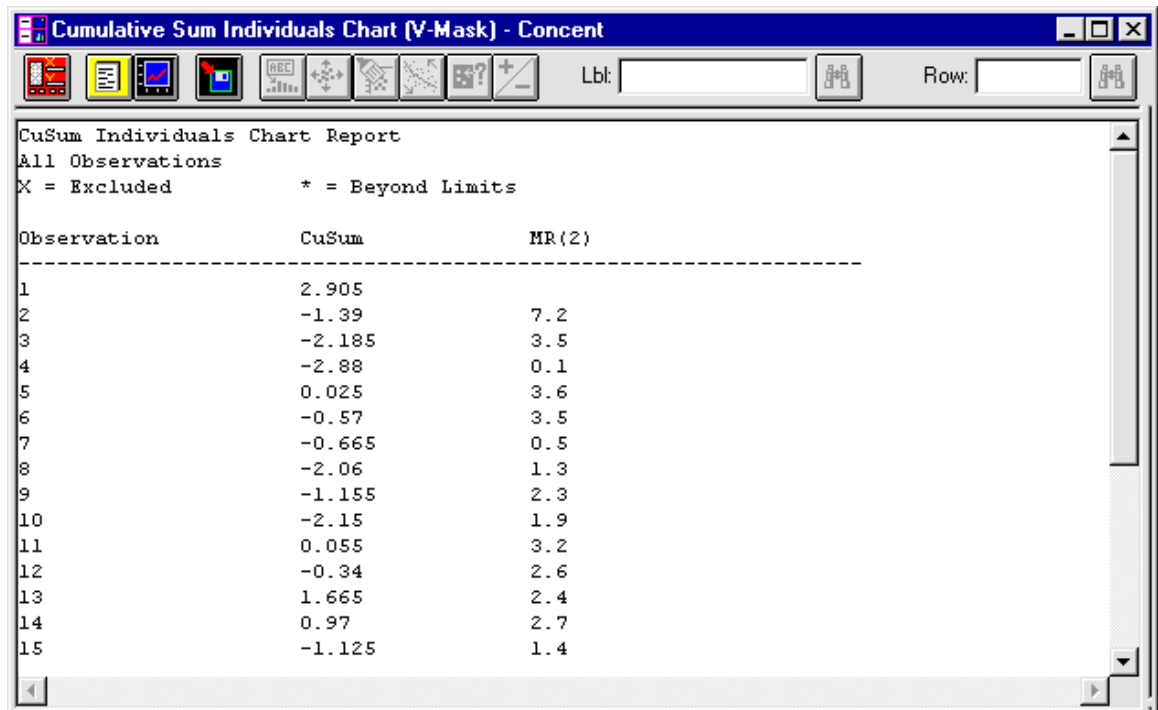 Cumulative Sum Individuals Chart (V-Mask) - Concent
ABC Lbl: Row:
CuSum Individuals Chart Report
All Observations
X = Excluded * = Beyond Limits
Observation CuSum MR(2)
-----------------------------------------------------------------
1 2.905
2 -1.39 7.2
3 -2.185 3.5
4 -2.88 0.1
5 0.025 3.6
6 -0.57 3.5
7 -0.665 0.5
8 -2.06 1.3
9 -1.155 2.3
10 -2.15 1.9
11 0.055 3.2
12 -0.34 2.6
13 1.665 2.4
14 0.97 2.7
15 -1.125 1.4